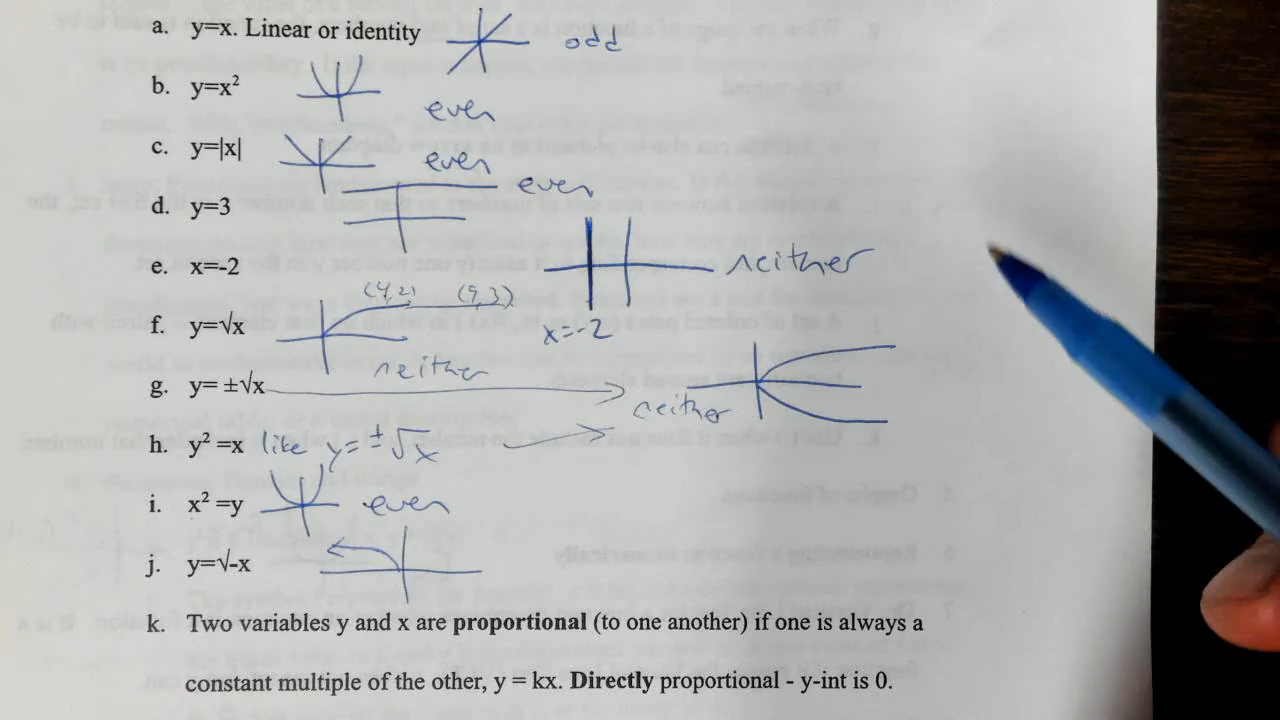 a. y=x. Linear or identity odd
b. y=x² even
c. y=|x| even
d. y=3 even
e. x=-2 neither
x=-2
f. y=√x (4,2) (9,3)
neither
g. y= ±√x neither
h. y² =x like y=±√x
i. x² =y even
j. y=√-x
k. Two variables y and x are proportional (to one another) if one is always a
constant multiple of the other, y = kx. Directly proportional - y-int is 0.